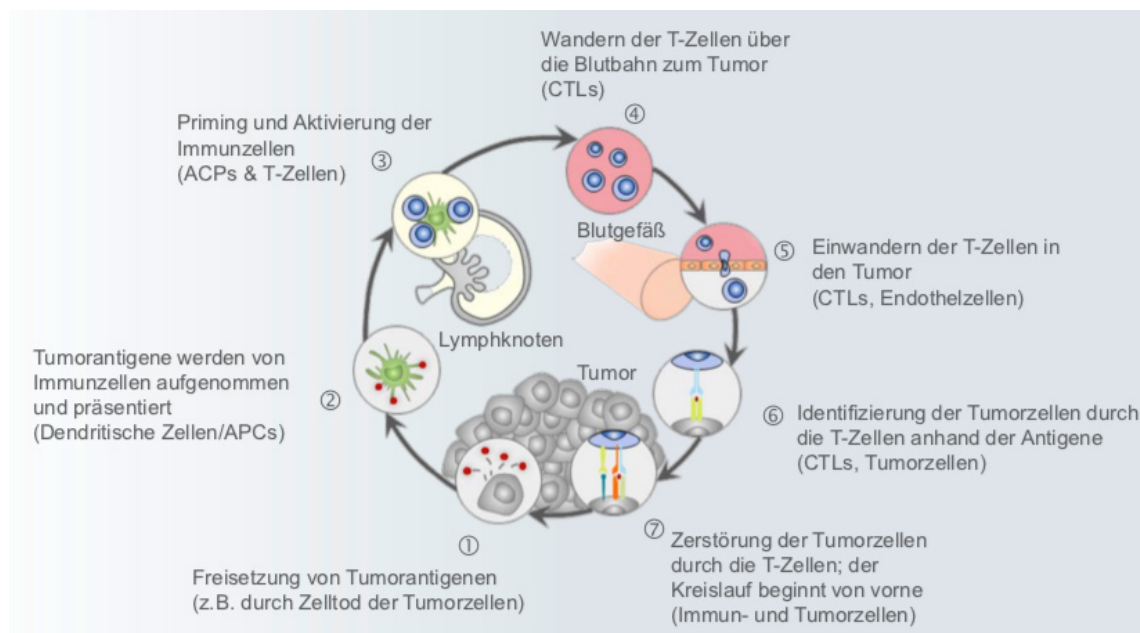 Wandern der T-Zellen über
die Blutbahn zum Tumor
(CTLs)
④
Priming und Aktivierung der
Immunzellen
(ACPs & T-Zellen)
③
Blutgefäß
⑤
Einwandern der T-Zellen in
den Tumor
(CTLs, Endothelzellen)
Lymphknoten
Tumorantigene werden von
Immunzellen aufgenommen
und präsentiert
(Dendritische Zellen/APCs)
②
Tumor
⑥
Identifizierung der Tumorzellen durch
die T-Zellen anhand der Antigene
(CTLs, Tumorzellen)
①
Freisetzung von Tumorantigenen
(z.B. durch Zelltod der Tumorzellen)
⑦
Zerstörung der Tumorzellen
durch die T-Zellen; der
Kreislauf beginnt von vorne
(Immun- und Tumorzellen)